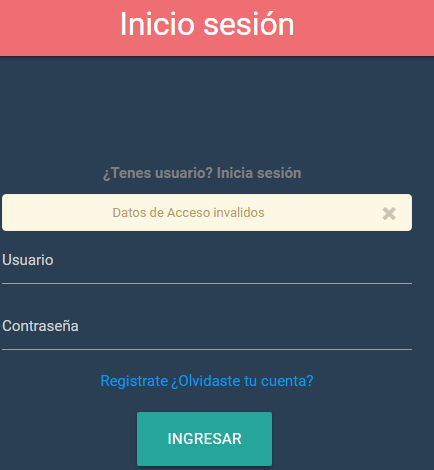 Inicio sesión
¿Tenes usuario? Inicia sesión
Datos de Acceso invalidos
Usuario
Contraseña
Registrate ¿Olvidaste tu cuenta?
INGRESAR